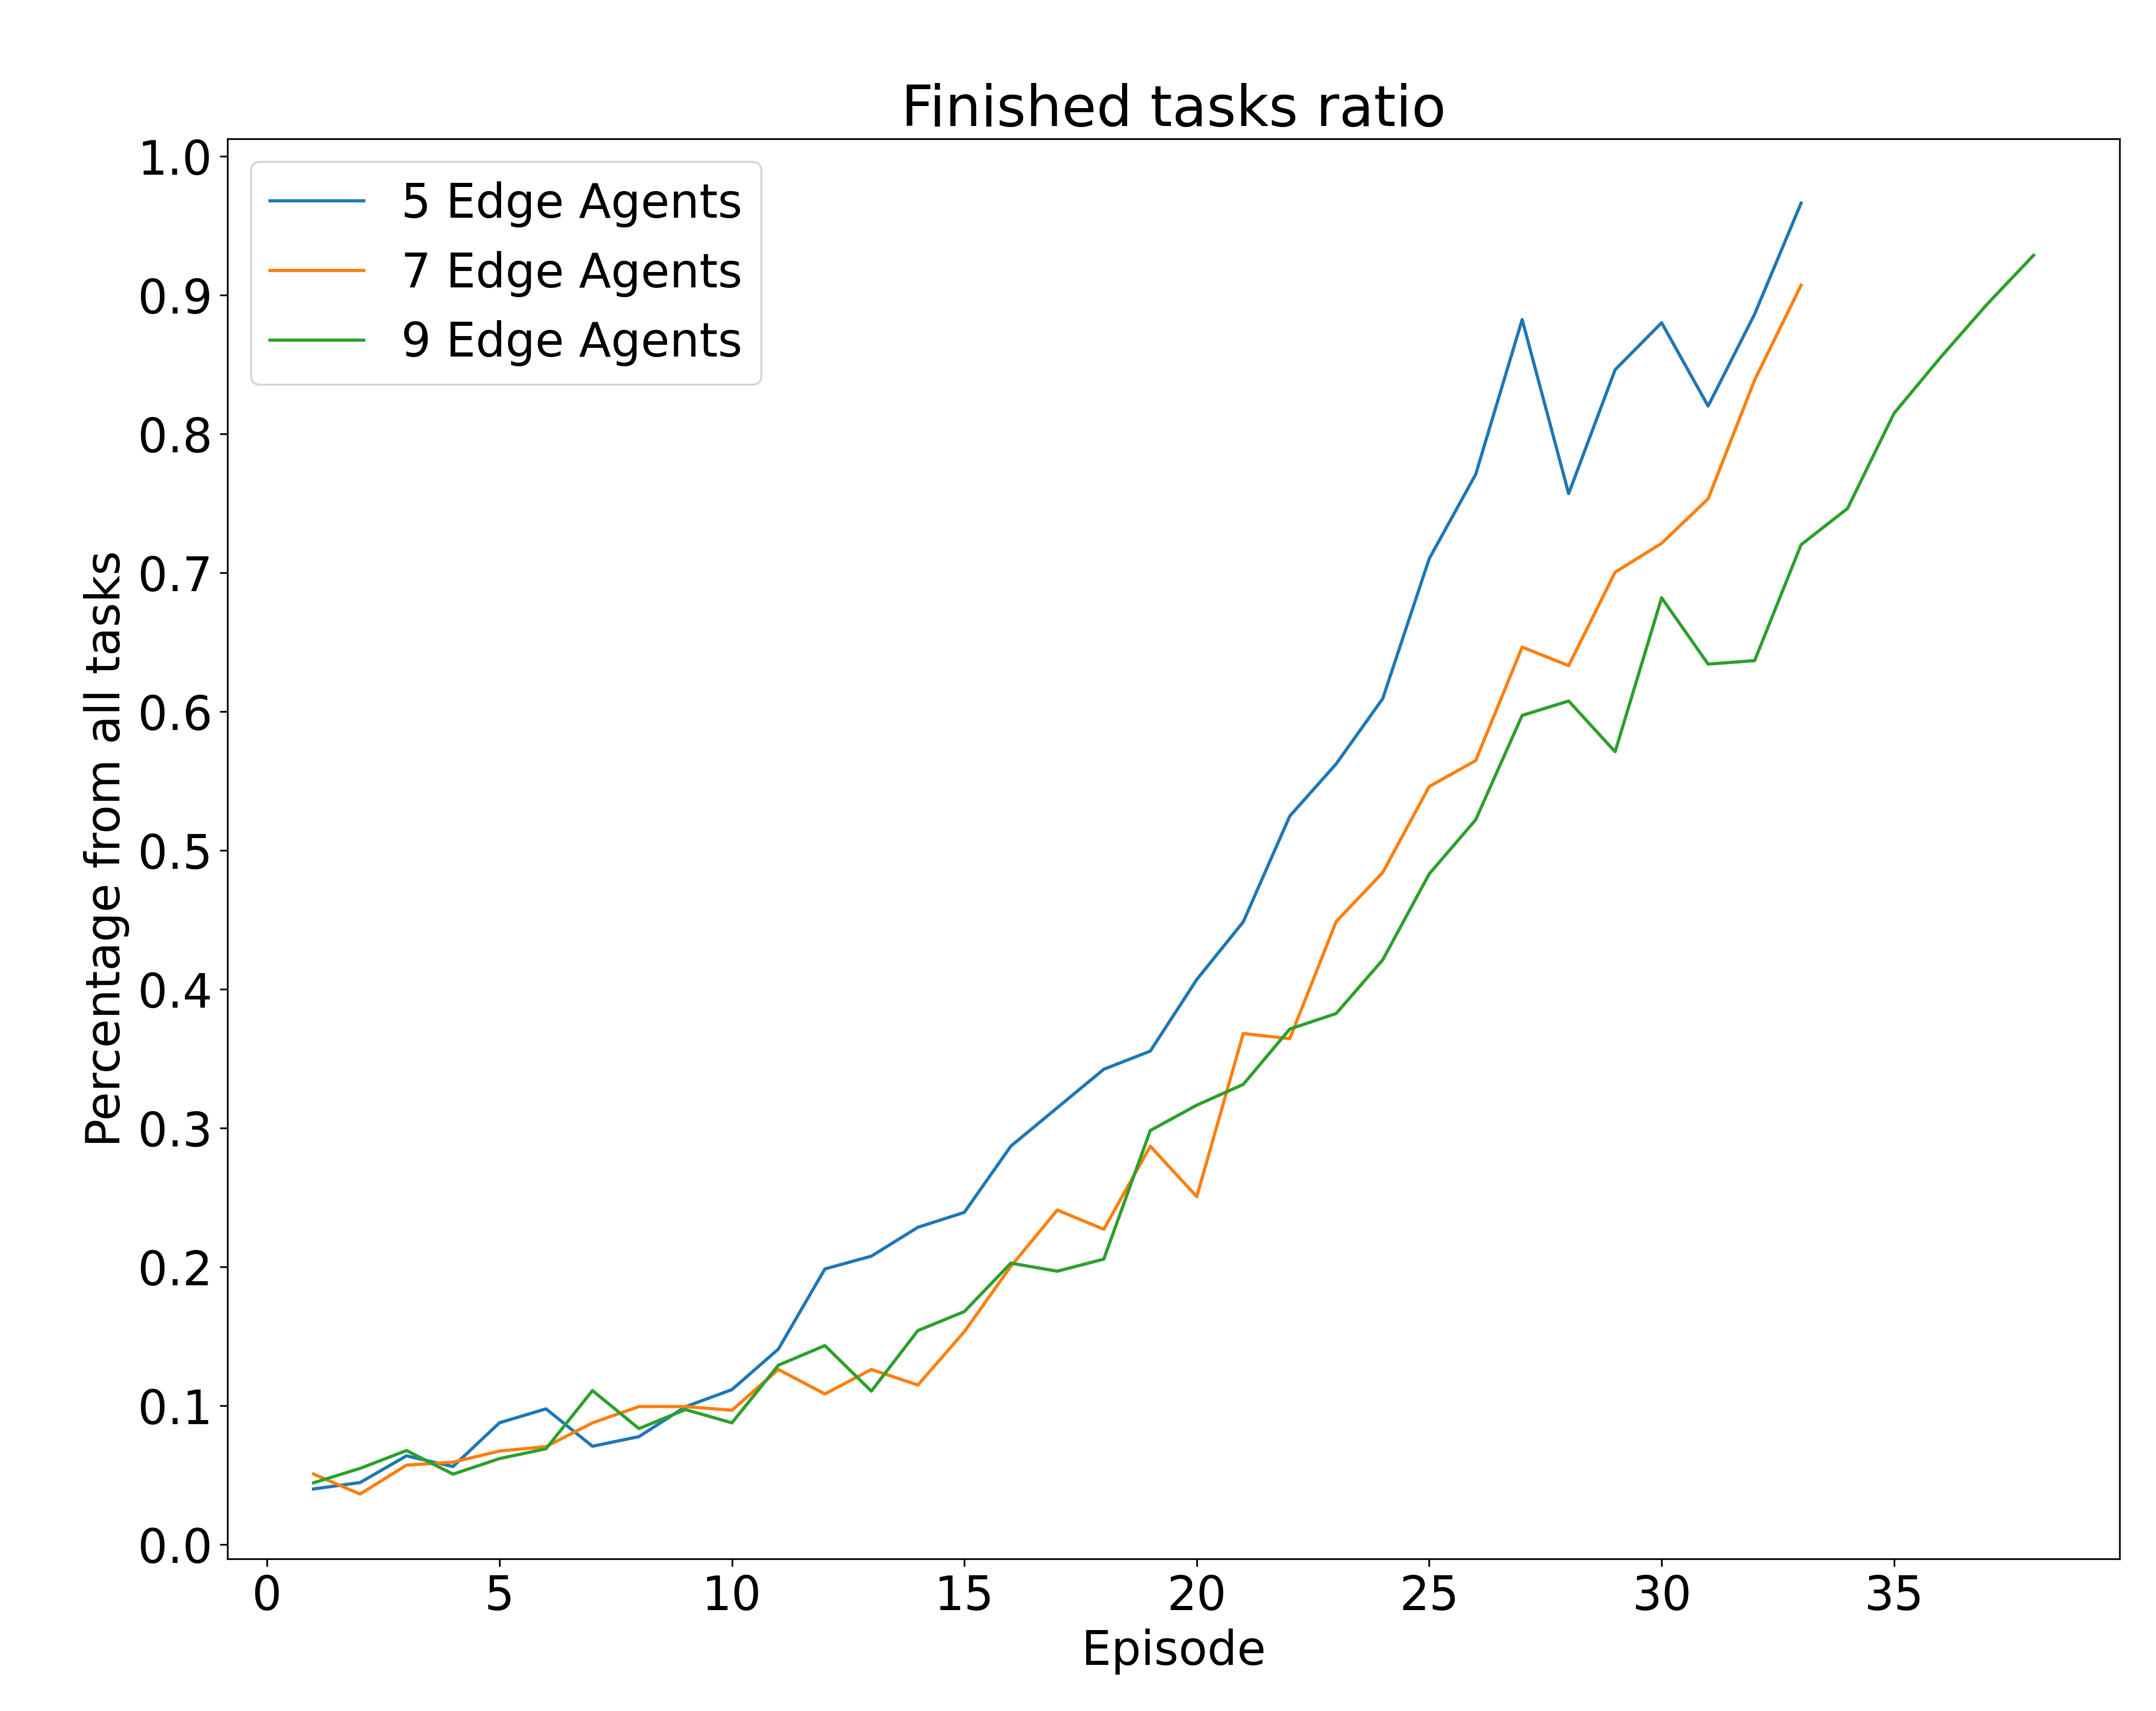 Finished tasks ratio
5 Edge Agents
7 Edge Agents
9 Edge Agents
Percentage from all tasks
1.0
0.9
0.8
0.7
0.6
0.5
0.4
0.3
0.2
0.1
0.0
0 5 10 15 20 25 30 35
Episode